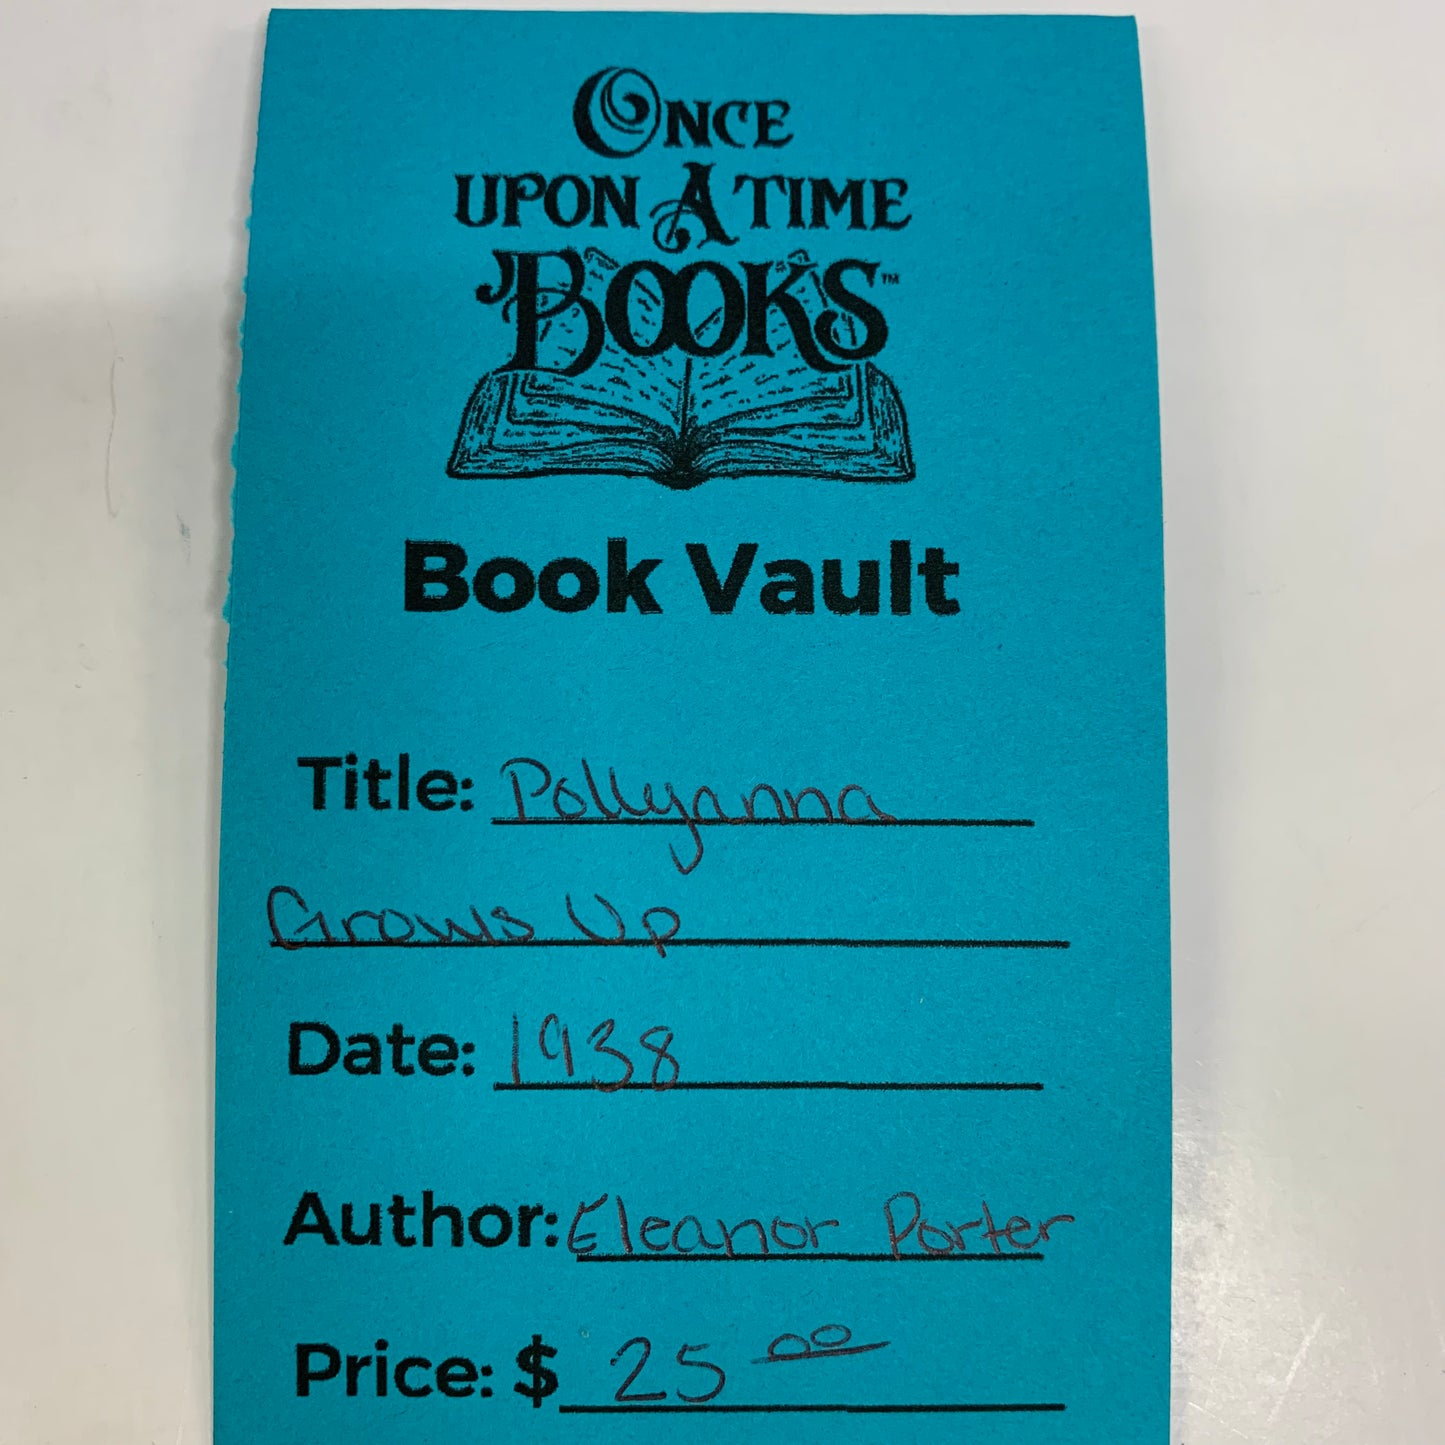 ONCE
UPON A TIME
BOOKS™
Book Vault
Title: Pollyanna
Grows Up
Date: 1938
Author: Eleanor Porter
Price: $ 25 00